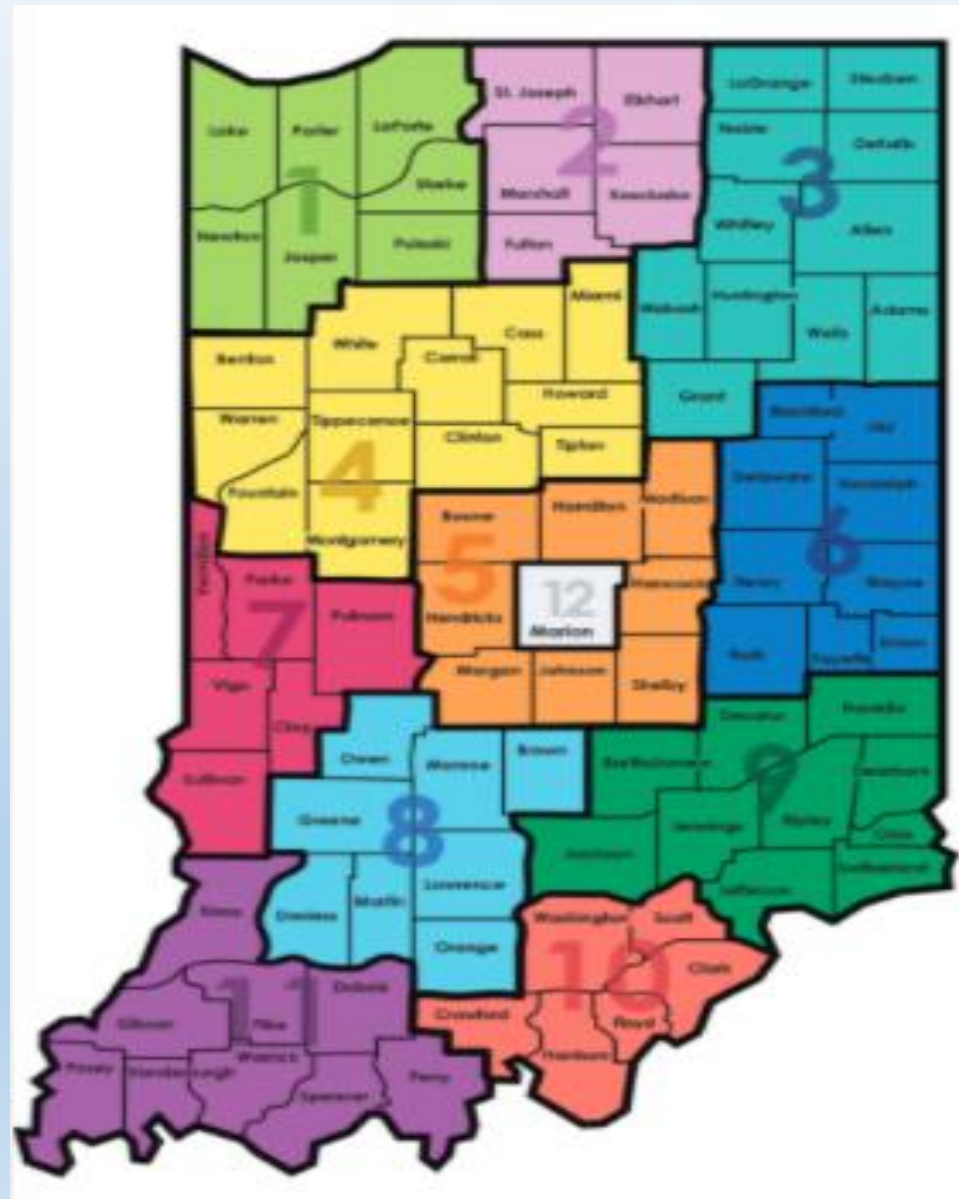 Lake
Porter
LaPorte
St. Joseph
Elkhart
LaGrange
Steuben
2
Noble
DeKalb
3
1
Starke
Marshall
Kosciusko
Newton
Jasper
Pulaski
Fulton
Whitley
Allen
Miami
Wabash
Huntington
Wells
Adams
White
Cass
Carroll
Benton
Howard
Grant
Warren
Tippecanoe
Clinton
Tipton
Blackford
Jay
4
Fountain
Montgomery
Boone
Hamilton
Madison
Delaware
Randolph
5
6
Parke
Putnam
Hendricks
12
Marion
Hancock
Henry
Wayne
7
Vigo
Clay
Morgan
Johnson
Shelby
Rush
Fayette
Union
Sullivan
Owen
Monroe
Brown
Decatur
Franklin
Bartholomew
9
Dearborn
Greene
8
Jennings
Ripley
Ohio
Jackson
Switzerland
Jefferson
Knox
Daviess
Martin
Lawrence
Orange
Washington
Scott
10
Clark
Crawford
Floyd
Harrison
11
Dubois
Gibson
Pike
Warrick
Posey
Vanderburgh
Spencer
Perry